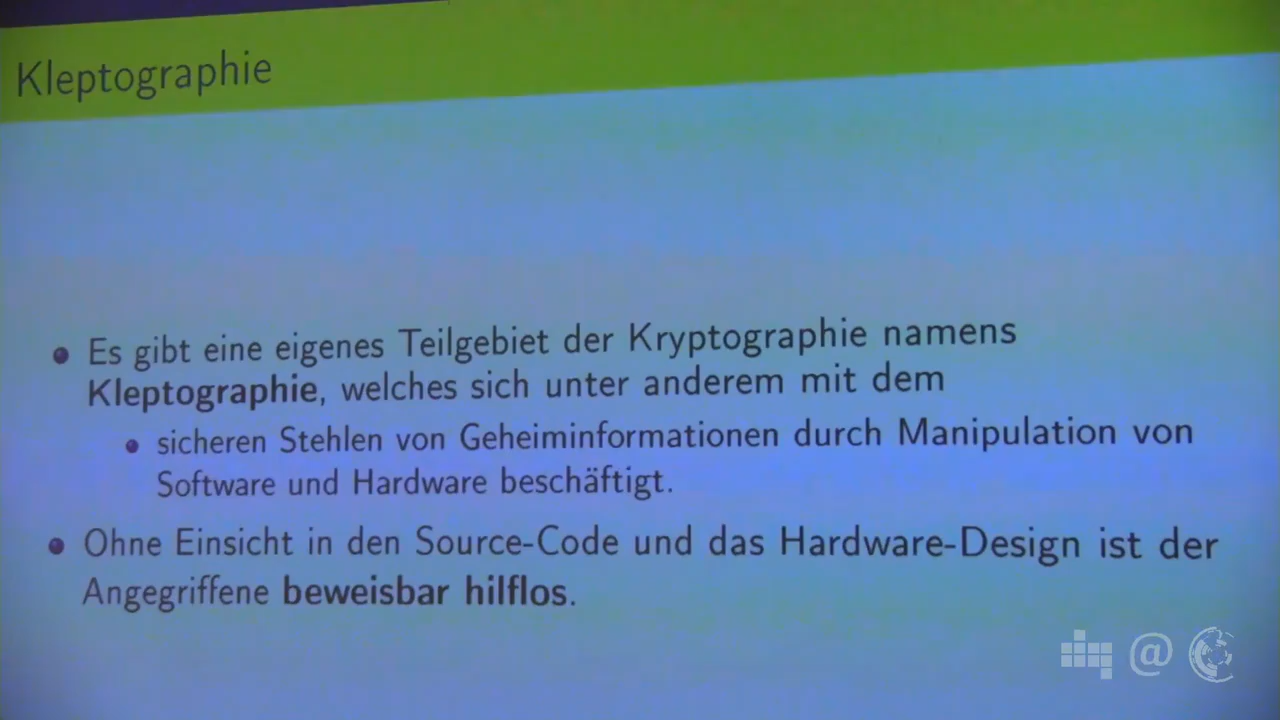 Kleptographie
Es gibt eine eigenes Teilgebiet der Kryptographie namens
Kleptographie, welches sich unter anderem mit dem
sicheren Stehlen von Geheiminformationen durch Manipulation von
Software und Hardware beschäftigt.
Ohne Einsicht in den Source-Code und das Hardware-Design ist der
Angegriffene beweisbar hilflos.
@